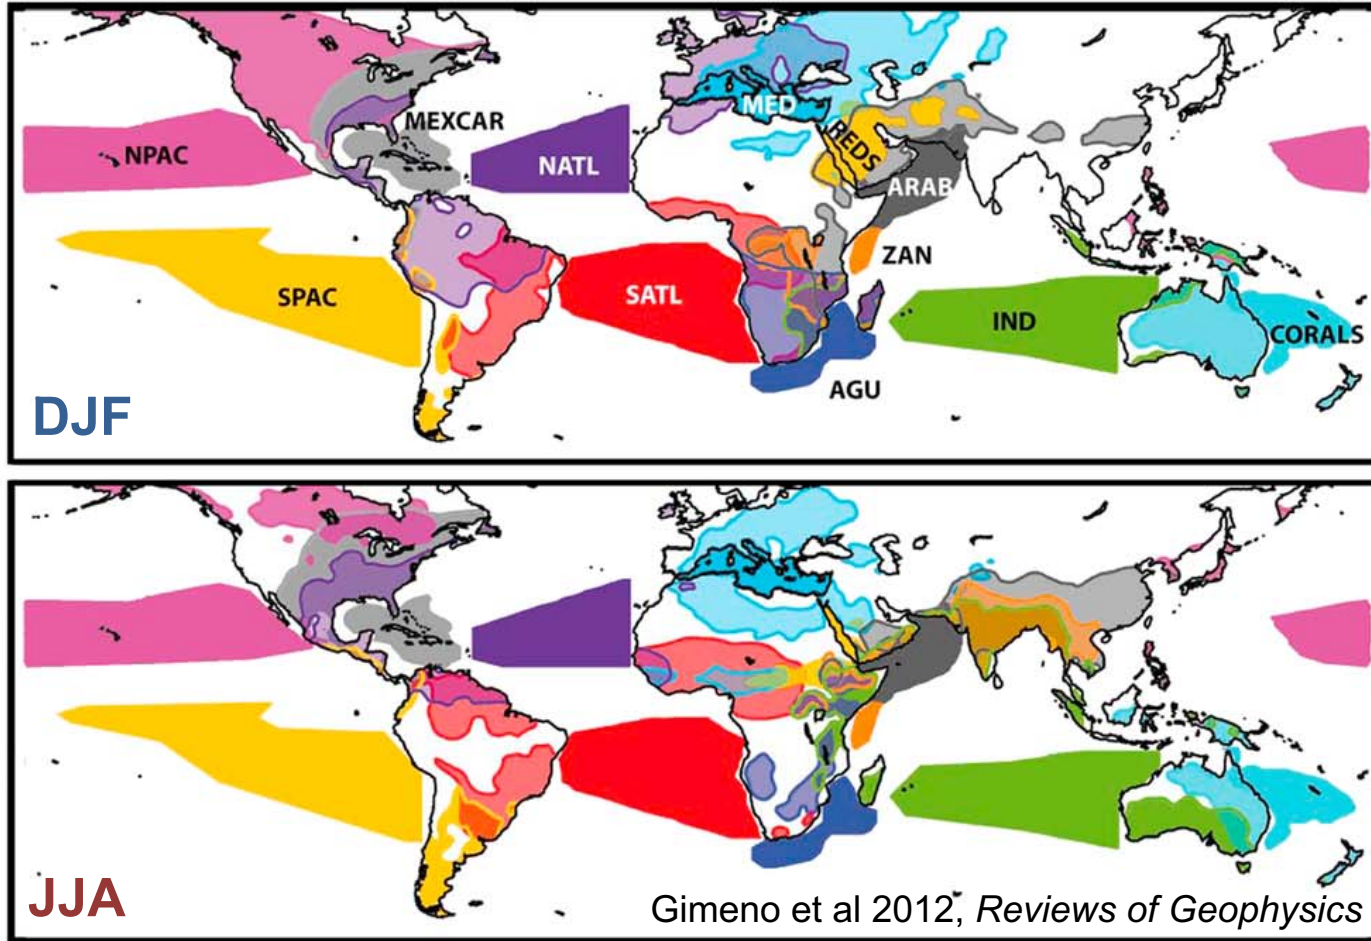 MEXCAR
NPAC
NATL
MED
REDS
ARAB
ZAN
SPAC
SATL
IND
CORALS
AGU
DJF
JJA
Gimeno et al 2012, Reviews of Geophysics